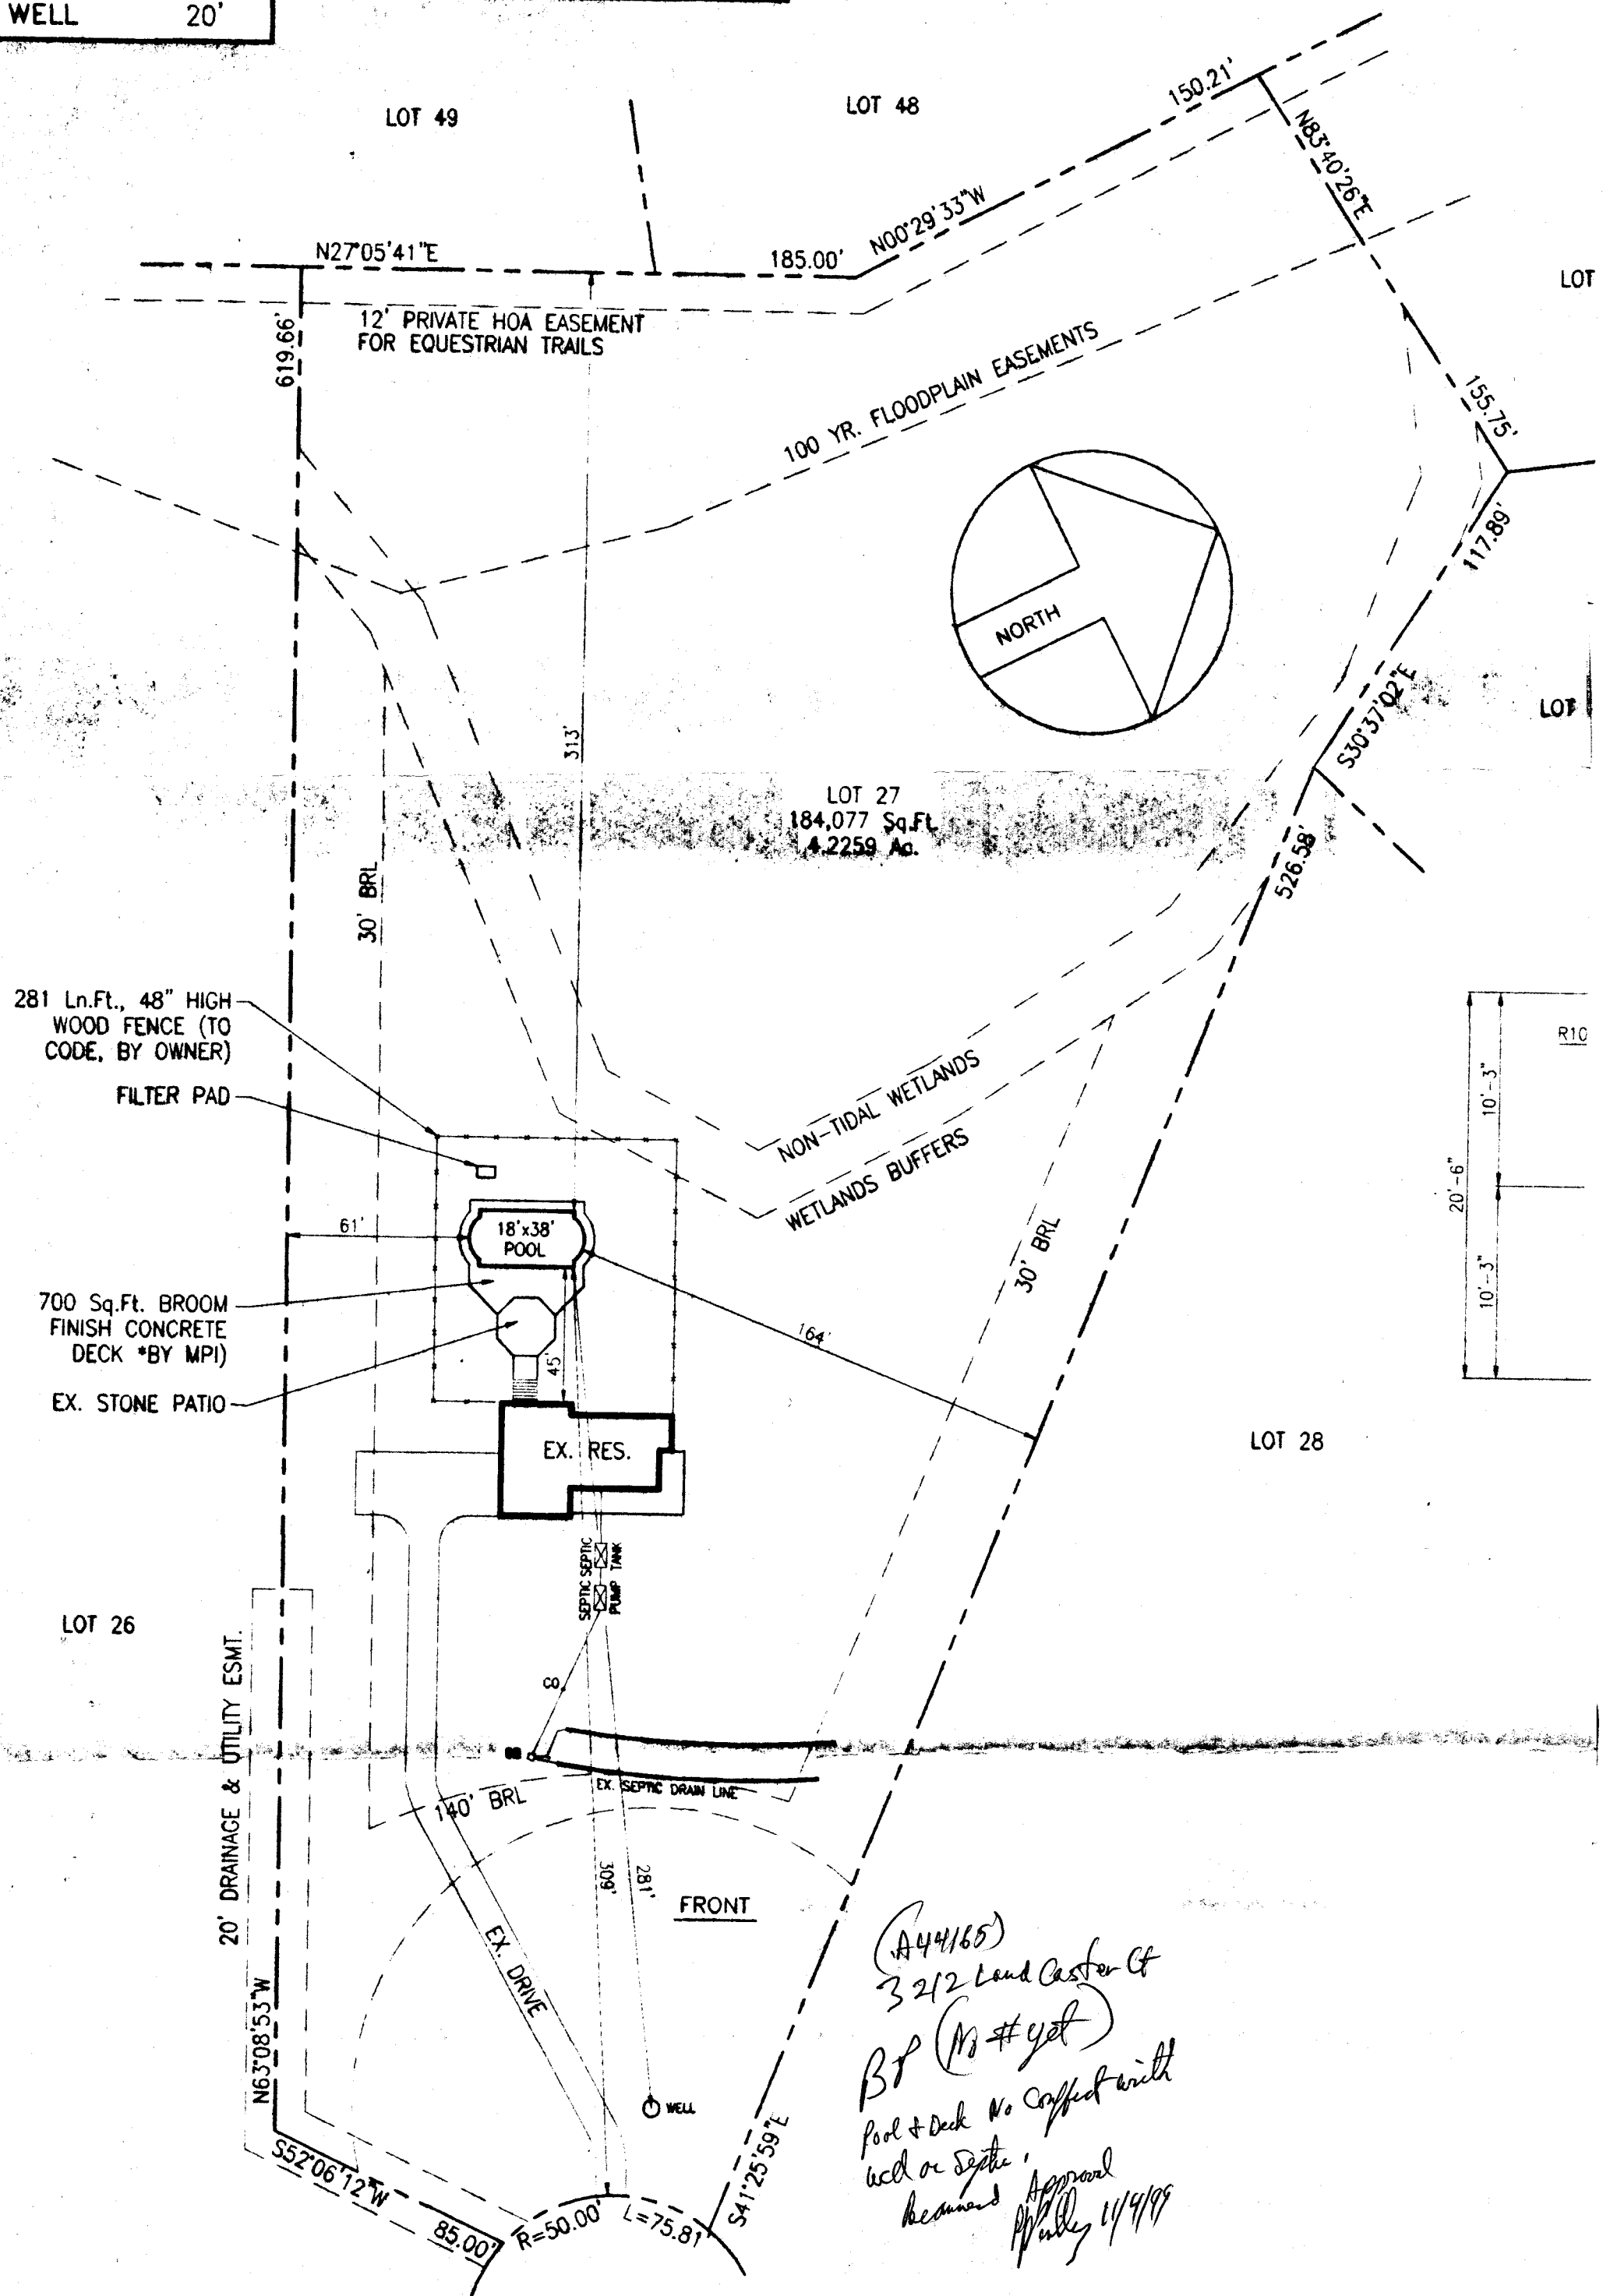 WELL 20'
LOT 49
LOT 48
150.21'
N83°40'26"E
N00°29'33"W
N27°05'41"E
185.00'
LOT
12' PRIVATE HOA EASEMENT
FOR EQUESTRIAN TRAILS
619.66'
100 YR. FLOODPLAIN EASEMENTS
155.75'
117.89'
NORTH
S30°37'02"E
LOT
313'
LOT 27
184,077 Sq.Ft.
4.2259 Ac.
526.58'
30' BRL
281 Ln.Ft., 48" HIGH
WOOD FENCE (TO
CODE, BY OWNER)
FILTER PAD
R10
10'-3"
20'-6"
10'-3"
NON-TIDAL WETLANDS
WETLANDS BUFFERS
61'
18'x38'
POOL
30' BRL
700 Sq.Ft. BROOM
FINISH CONCRETE
DECK *BY MPI)
164'
45'
EX. STONE PATIO
EX. RES.
LOT 28
SEPTIC SEPTIC
PUMP TANK
LOT 26
20' DRAINAGE & UTILITY ESMT.
CO
EX. SEPTIC DRAIN LINE
140' BRL
309'
281'
FRONT
EX. DRIVE
(A44165)
3212 Land Caster Ct
BP (No # yet)
Pool & Deck No Conflict with
well or Septic.
Approval
11/9/99
WELL
N63°08'53"W
S52°06'12"W
85.00'
R=50.00'
L=75.81'
S41°25'59"E